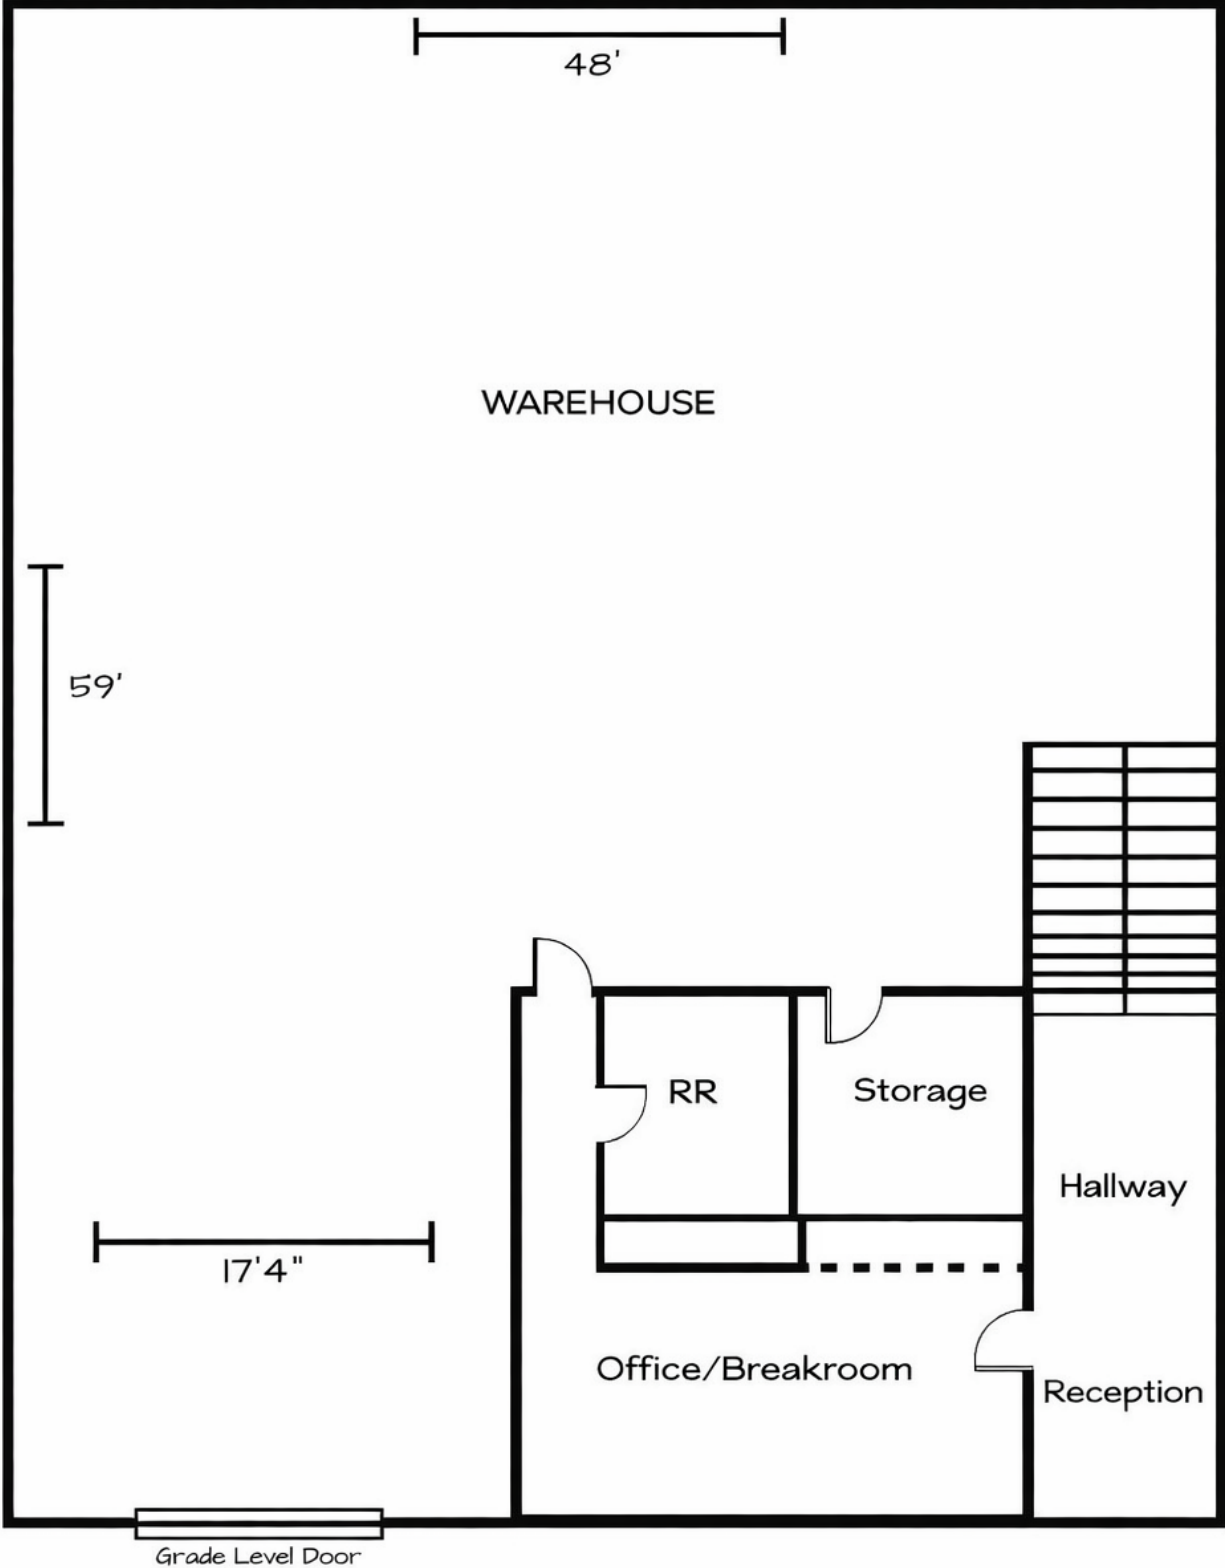 48'
WAREHOUSE
59'
RR
Storage
Hallway
17'4"
Office/Breakroom
Reception
Grade Level Door